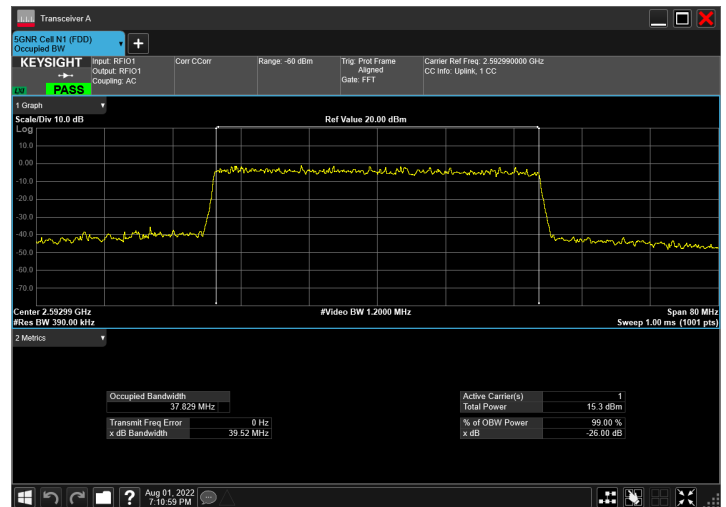 Transceiver A
5GNR Cell N1 (FDD)
Occupied BW
KEYSIGHT
LXI
PASS
Input: RFIO1
Output: RFIO1
Coupling: AC
Corr CCorr
Range: -60 dBm
Trig: Prot Frame
Aligned
Gate: FFT
Carrier Ref Freq: 2.592990000 GHz
CC Info: Uplink, 1 CC
1 Graph
Scale/Div 10.0 dB
Ref Value 20.00 dBm
Log
10.0
0.00
-10.0
-20.0
-30.0
-40.0
-50.0
-60.0
-70.0
Center 2.59299 GHz
#Video BW 1.2000 MHz
Span 80 MHz
#Res BW 390.00 kHz
Sweep 1.00 ms (1001 pts)
2 Metrics
Occupied Bandwidth
37.829 MHz
Transmit Freq Error 0 Hz
x dB Bandwidth 39.52 MHz
Active Carrier(s) 1
Total Power 15.3 dBm
% of OBW Power 99.00 %
x dB -26.00 dB
Aug 01, 2022
7:10:59 PM